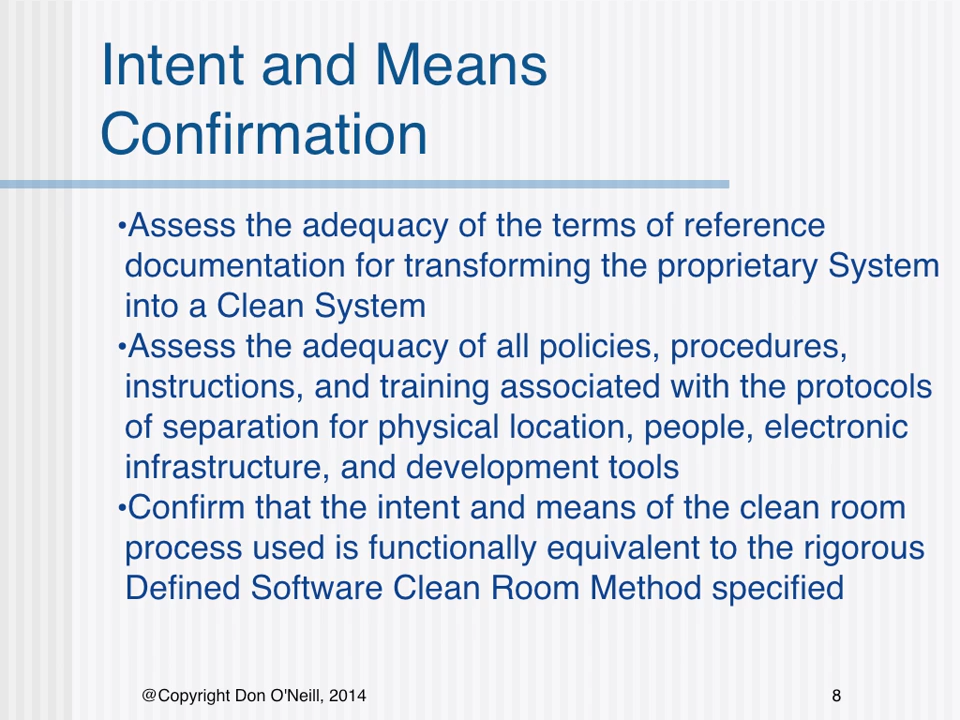 Intent and Means
Confirmation
•Assess the adequacy of the terms of reference
documentation for transforming the proprietary System
into a Clean System
•Assess the adequacy of all policies, procedures,
instructions, and training associated with the protocols
of separation for physical location, people, electronic
infrastructure, and development tools
•Confirm that the intent and means of the clean room
process used is functionally equivalent to the rigorous
Defined Software Clean Room Method specified
@Copyright Don O'Neill, 2014
8